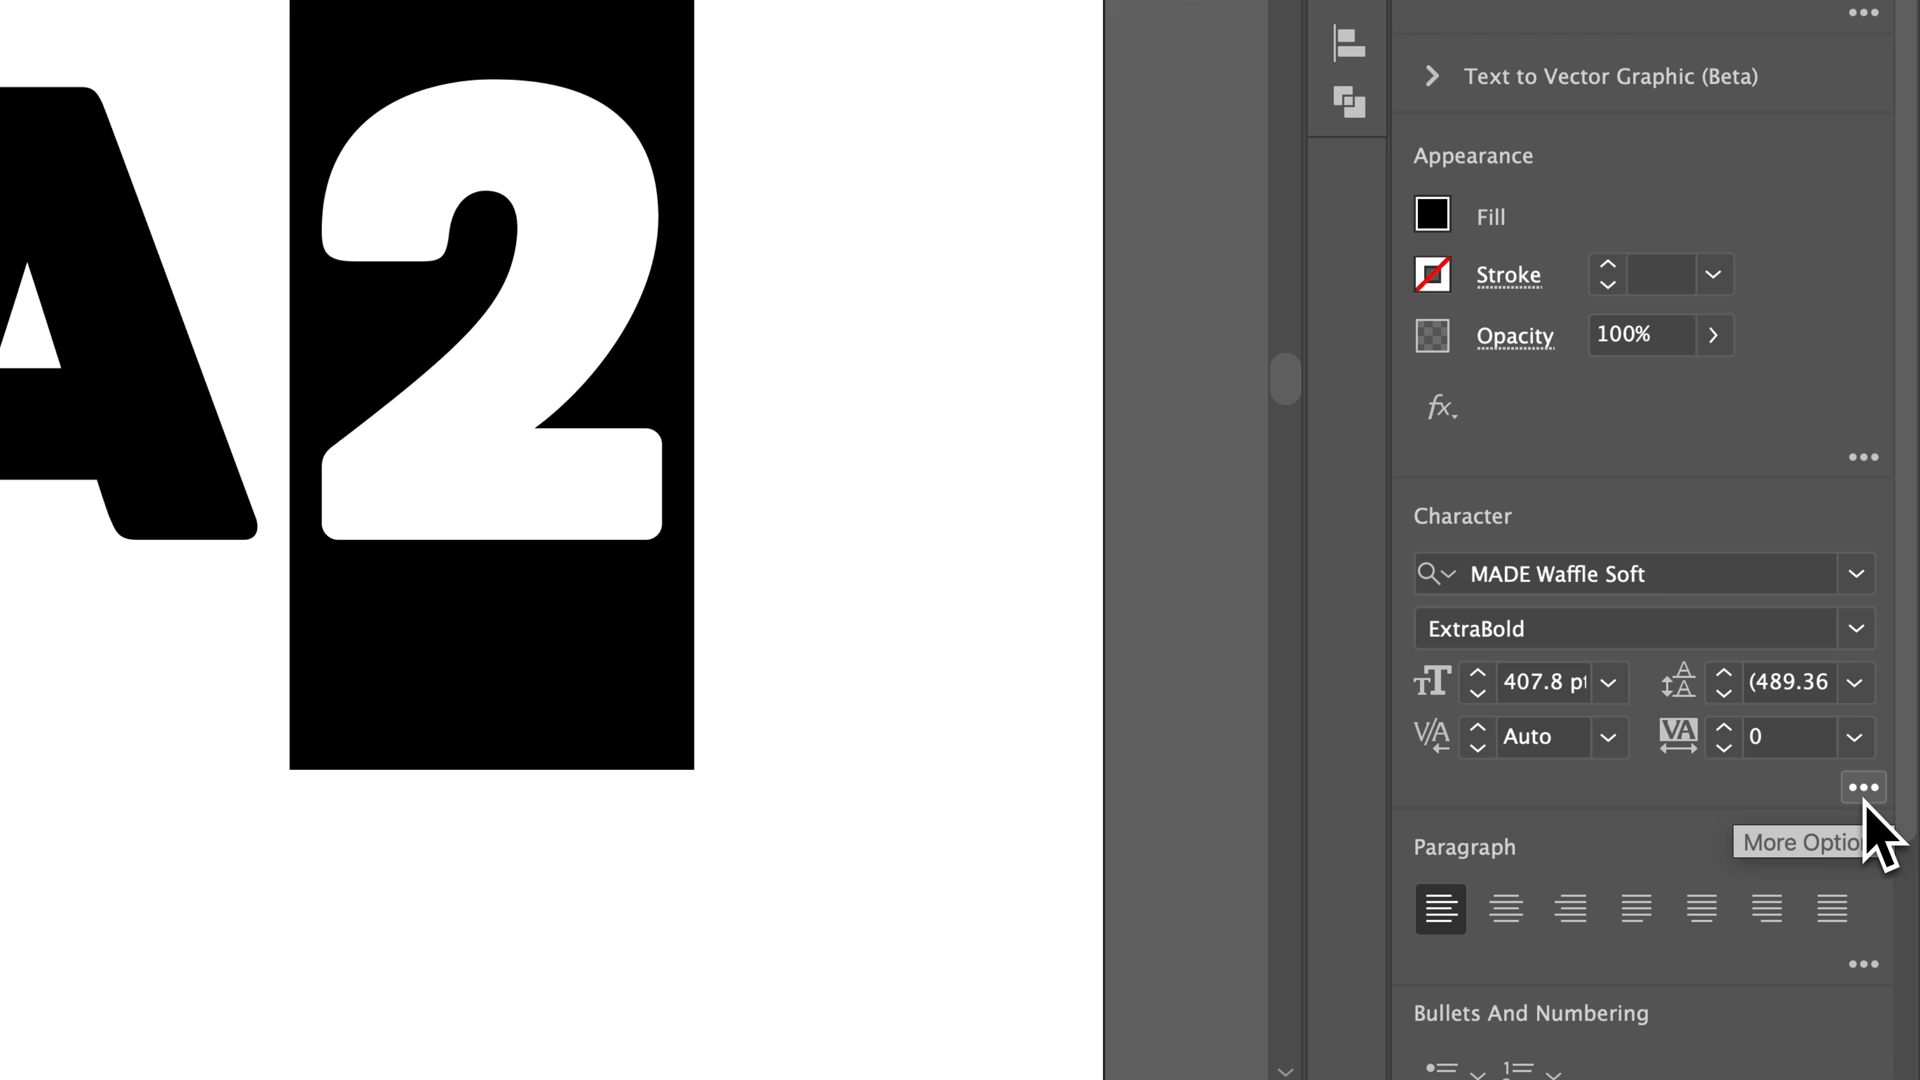 A2
Text to Vector Graphic (Beta)
Appearance
Fill
Stroke
Opacity 100%
fx
Character
MADE Waffle Soft
ExtraBold
407.8 pt (489.36
Auto 0
More Optio
Paragraph
Bullets And Numbering